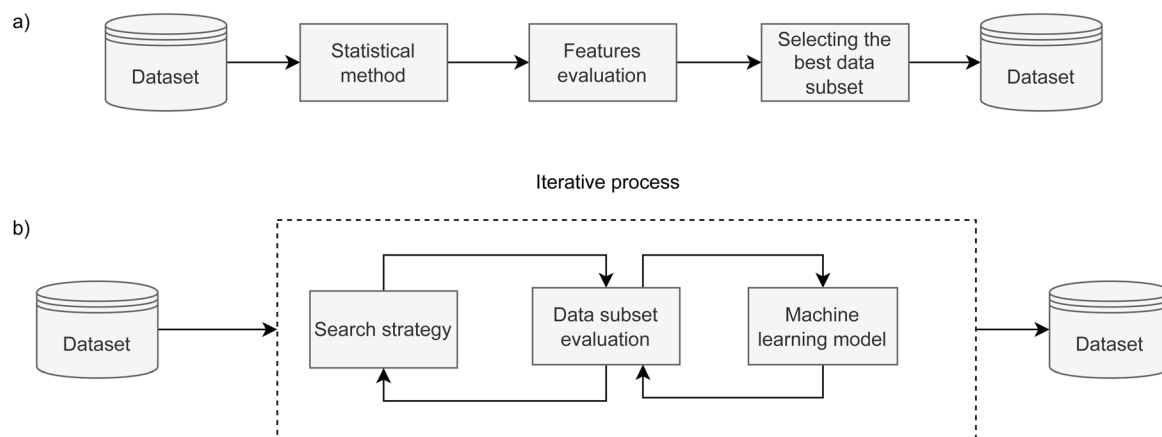 a)
Dataset
Statistical
method
Features
evaluation
Selecting the
best data
subset
Dataset
Iterative process
b)
Dataset
Search strategy
Data subset
evaluation
Machine
learning model
Dataset